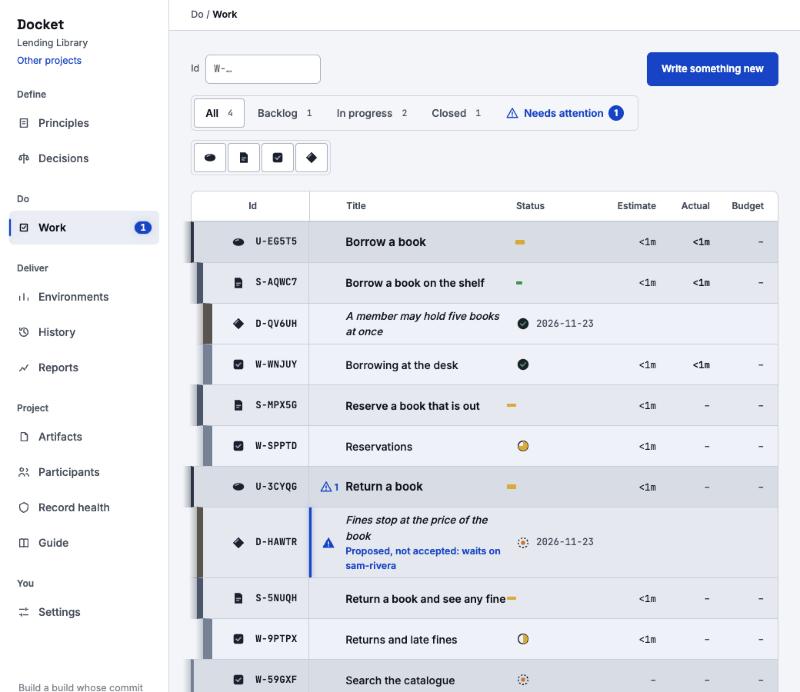 Docket
Lending Library
Other projects
Define
Principles
Decisions
Do
Work 1
Deliver
Environments
History
Reports
Project
Artifacts
Participants
Record health
Guide
You
Settings
Build a build whose commit
Do / Work
Id W-…
Write something new
All 4 Backlog 1 In progress 2 Closed 1 Needs attention 1
Id Title Status Estimate Actual Budget
U-EG5T5 Borrow a book <1m <1m –
S-AQWC7 Borrow a book on the shelf <1m <1m –
D-QV6UH A member may hold five books
at once 2026-11-23
W-WNJUY Borrowing at the desk <1m <1m –
S-MPX5G Reserve a book that is out <1m – –
W-SPPTD Reservations <1m – –
U-3CYQG 1 Return a book <1m – –
D-HAWTR Fines stop at the price of the
book
Proposed, not accepted: waits on
sam-rivera 2026-11-23
S-5NUQH Return a book and see any fine <1m – –
W-9PTPX Returns and late fines <1m – –
W-59GXF Search the catalogue – – –